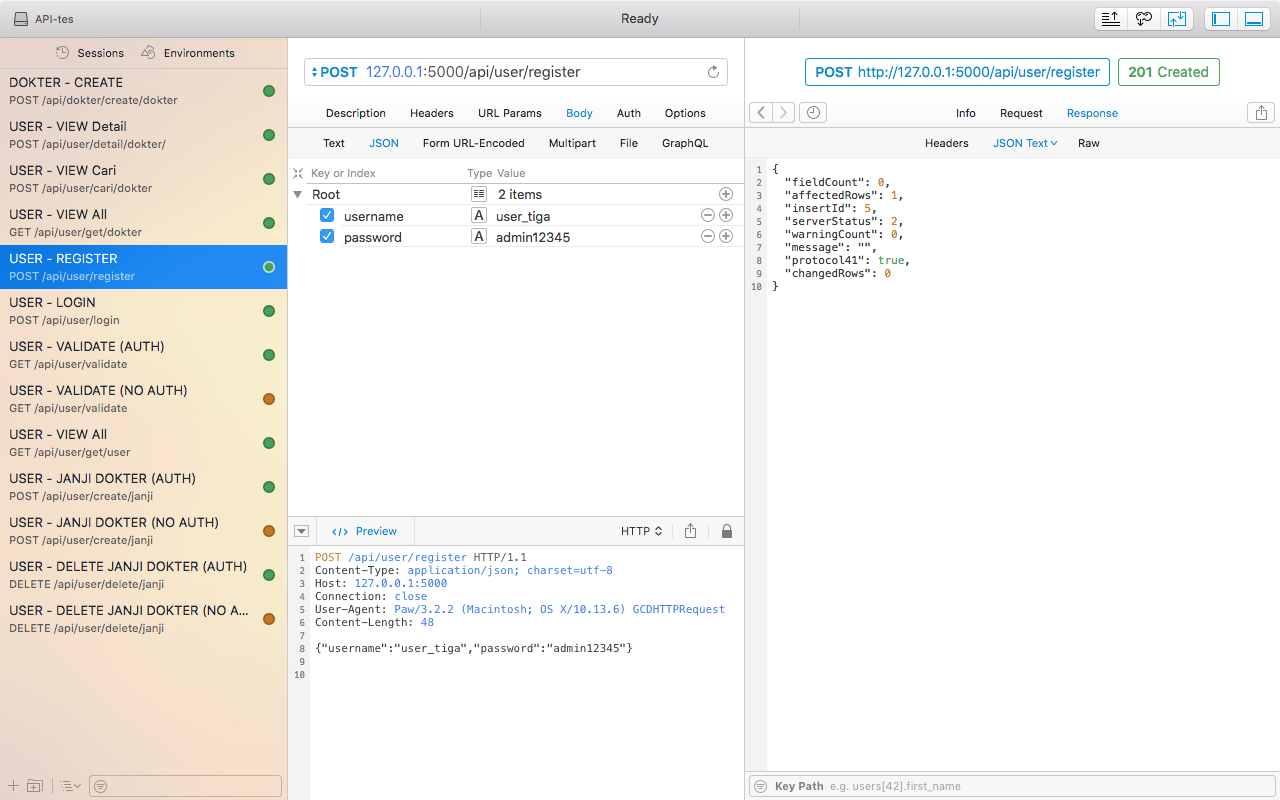 API-tes
Ready
Sessions
Environments
DOKTER - CREATE
POST /api/dokter/create/dokter
USER - VIEW Detail
POST /api/user/detail/dokter/
USER - VIEW Cari
POST /api/user/cari/dokter
USER - VIEW All
GET /api/user/get/dokter
USER - REGISTER
POST /api/user/register
USER - LOGIN
POST /api/user/login
USER - VALIDATE (AUTH)
GET /api/user/validate
USER - VALIDATE (NO AUTH)
GET /api/user/validate
USER - VIEW All
GET /api/user/get/user
USER - JANJI DOKTER (AUTH)
POST /api/user/create/janji
USER - JANJI DOKTER (NO AUTH)
POST /api/user/create/janji
USER - DELETE JANJI DOKTER (AUTH)
DELETE /api/user/delete/janji
USER - DELETE JANJI DOKTER (NO A...
DELETE /api/user/delete/janji
POST 127.0.0.1:5000/api/user/register
Description Headers URL Params Body Auth Options
Text JSON Form URL-Encoded Multipart File GraphQL
Key or Index Type Value
Root 2 items
username A user_tiga
password A admin12345
</> Preview HTTP
1 POST /api/user/register HTTP/1.1
2 Content-Type: application/json; charset=utf-8
3 Host: 127.0.0.1:5000
4 Connection: close
5 User-Agent: Paw/3.2.2 (Macintosh; OS X/10.13.6) GCDHTTPRequest
6 Content-Length: 48
7
8 {"username":"user_tiga","password":"admin12345"}
9
10
POST http://127.0.0.1:5000/api/user/register 201 Created
Info Request Response
Headers JSON Text Raw
1 {
2 "fieldCount": 0,
3 "affectedRows": 1,
4 "insertId": 5,
5 "serverStatus": 2,
6 "warningCount": 0,
7 "message": "",
8 "protocol41": true,
9 "changedRows": 0
10 }
Key Path e.g. users[42].first_name